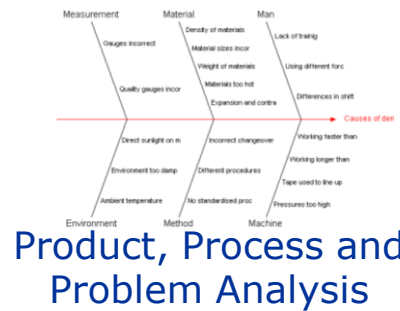 Measurement Material Man
Density of materials
Lack of trainig
Gauges incorrect
Material sizes incor
Weight of materials
Using different forc
Quality gauges incor
Materials too hot
Expansion and contra
Differences in shift
Causes of den
Direct sunlight on m
Incorrect changeover
Working faster than
Working longer than
Environment too damp
Different procedures
Tape used to line up
Ambient temperature
No standardised proc
Pressures too high
Environment Method Machine
Product, Process and
Problem Analysis